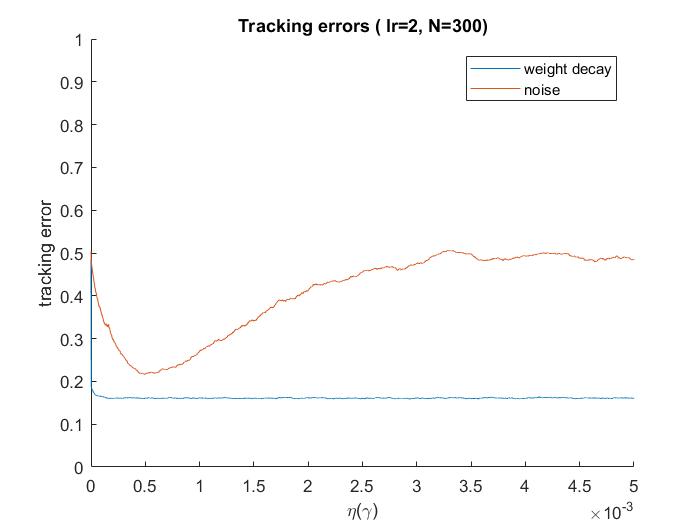 Tracking errors ( lr=2, N=300)
1
0.9
0.8
0.7
0.6
0.5
0.4
0.3
0.2
0.1
0
tracking error
weight decay
noise
0 0.5 1 1.5 2 2.5 3 3.5 4 4.5 5
η(γ)
×10⁻³